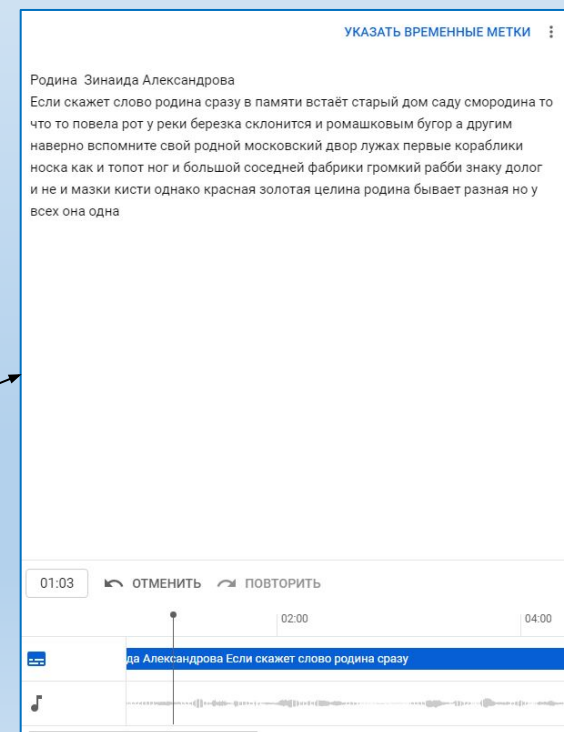 УКАЗАТЬ ВРЕМЕННЫЕ МЕТКИ
Родина Зинаида Александрова
Если скажет слово родина сразу в памяти встаёт старый дом саду смородина то
что то повела рот у реки березка склонится и ромашковым бугор а другим
наверно вспомните свой родной московский двор лужах первые кораблики
носка как и топот ног и большой соседней фабрики громкий рабби знаку долог
и не и мазки кисти однако красная золотая целина родина бывает разная но у
всех она одна
01:03 ОТМЕНИТЬ ПОВТОРИТЬ
02:00 04:00
да Александрова Если скажет слово родина сразу